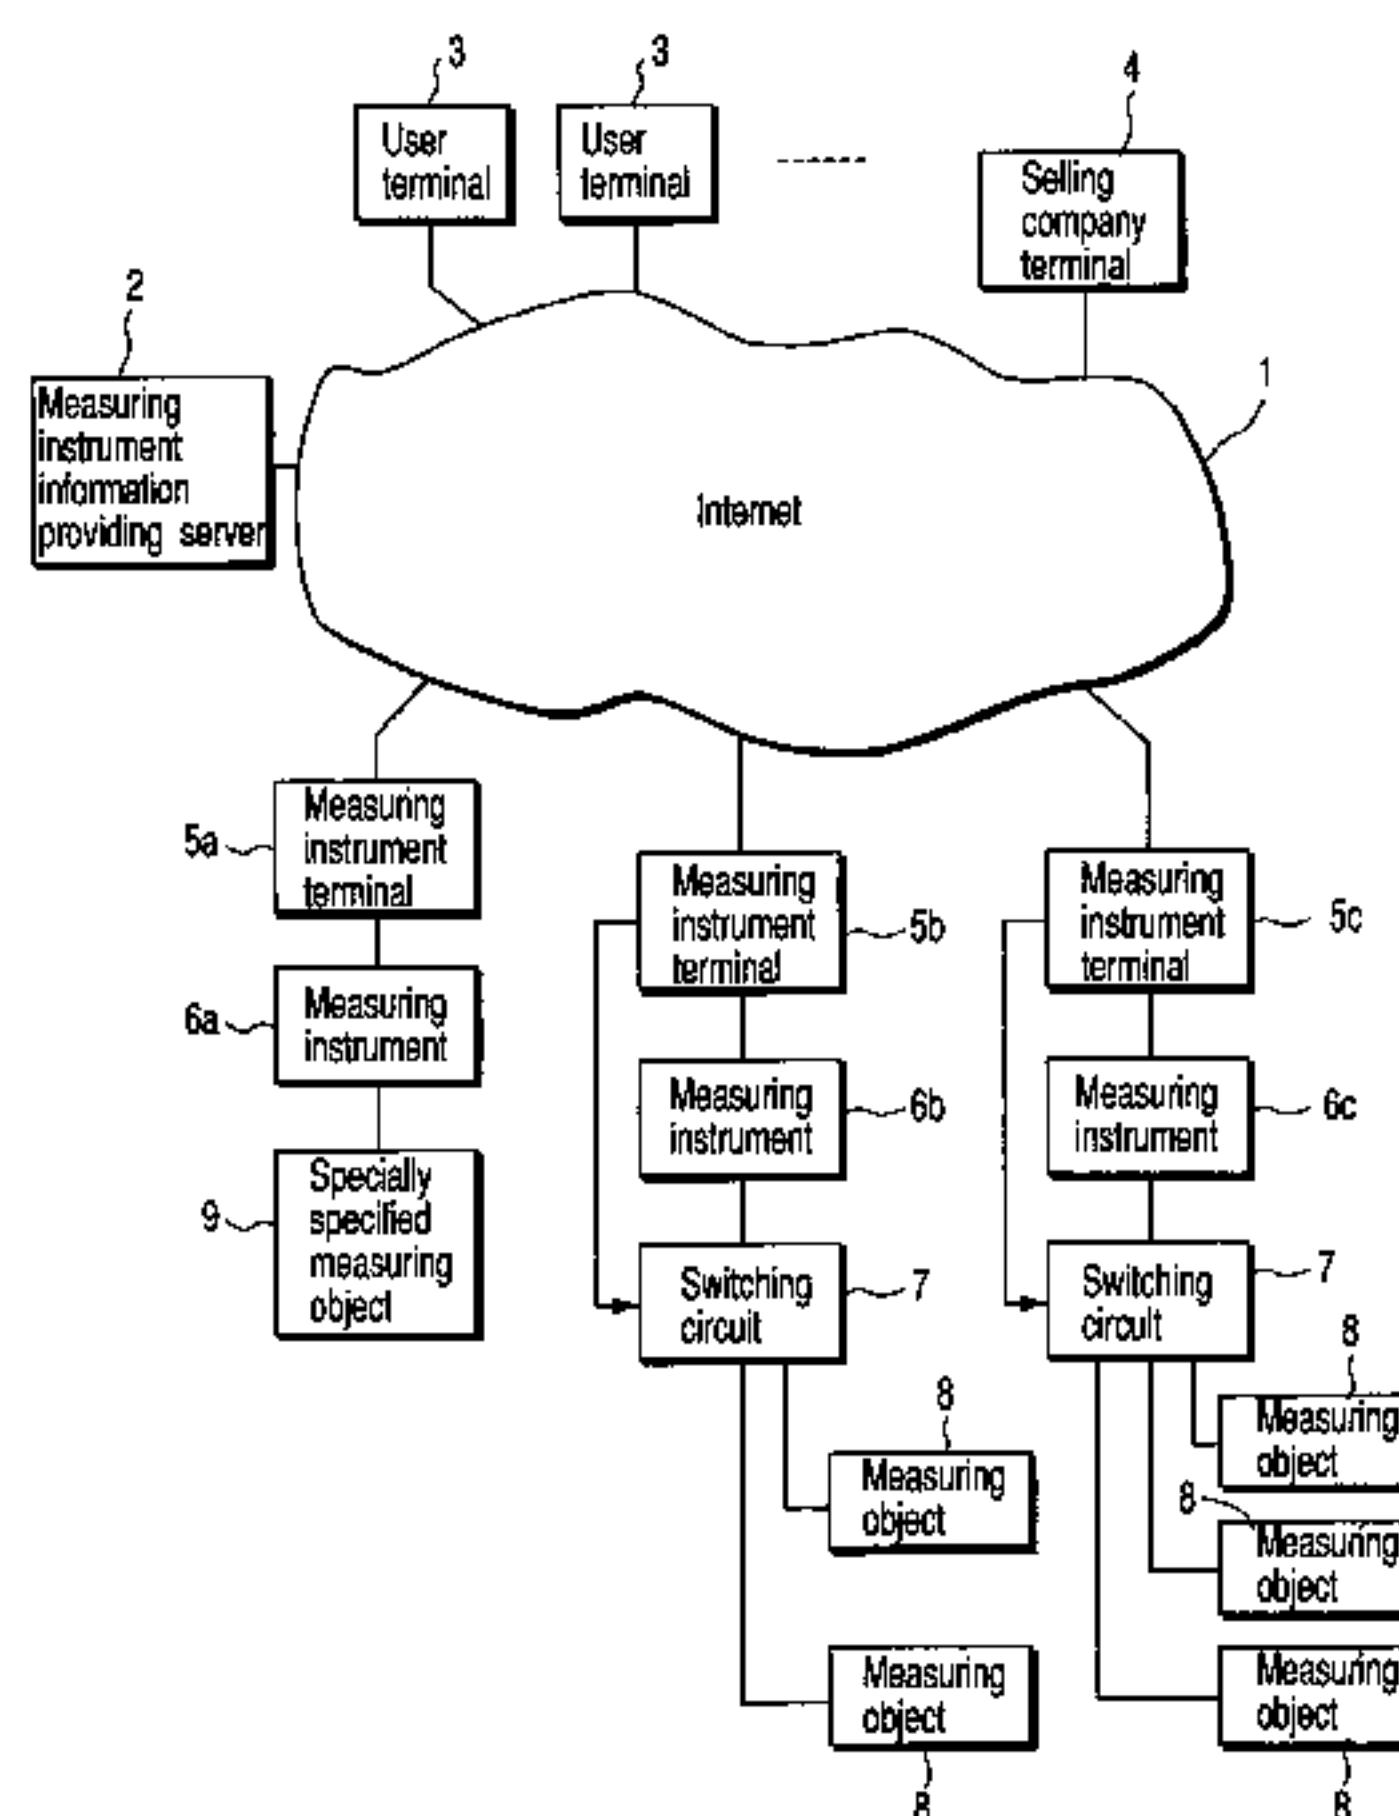 3
3
4
User
terminal
User
terminal
Selling
company
terminal
2
1
Measuring
instrument
information
providing server
Internet
5a
Measuring
instrument
terminal
Measuring
instrument
terminal
5b
Measuring
instrument
terminal
5c
6a
Measuring
instrument
Measuring
instrument
6b
Measuring
instrument
6c
9
Specially
specified
measuring
object
Switching
circuit
7
Switching
circuit
7
8
Measuring
object
8
Measuring
object
8
Measuring
object
Measuring
object
8
Measuring
object
8